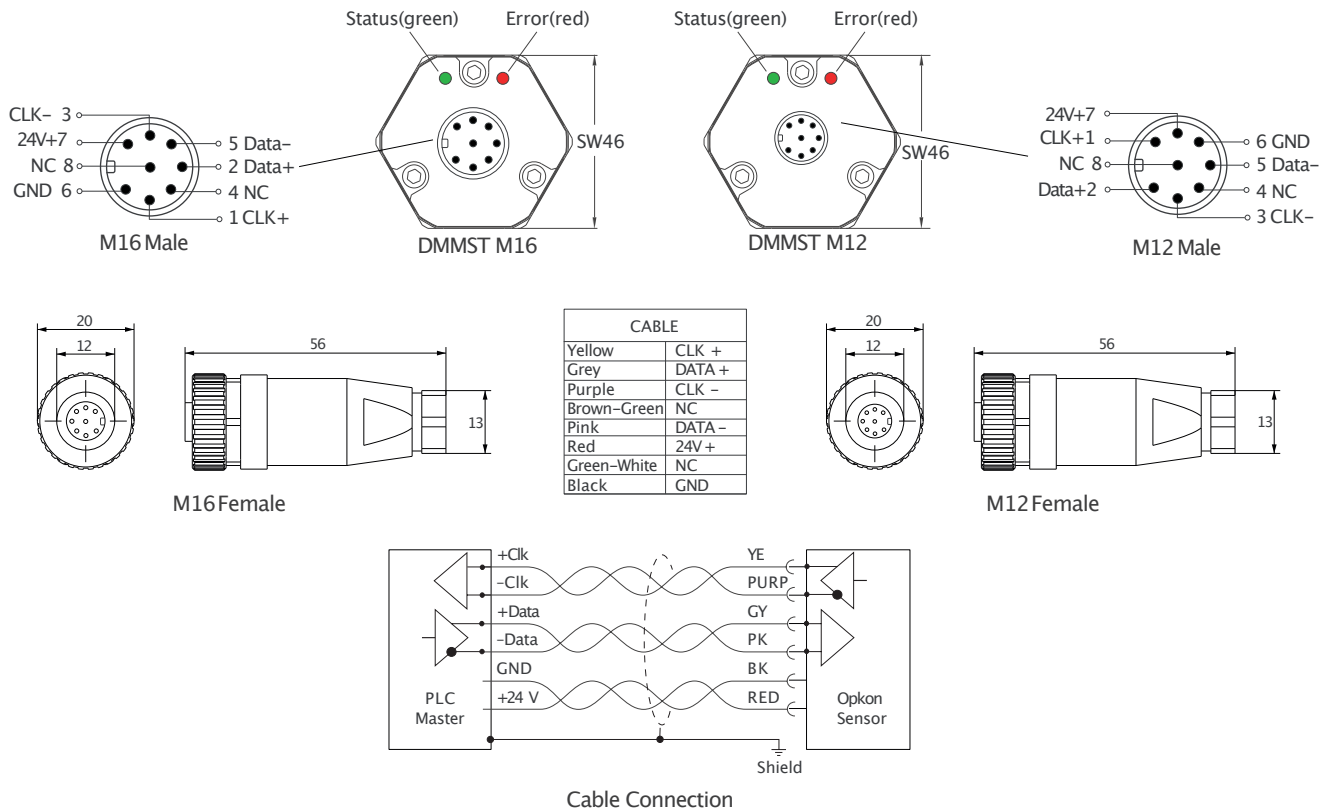 Status(green) Error(red)
Status(green) Error(red)
CLK- 3
24V+7
NC 8
GND 6
5 Data-
2 Data+
4 NC
1 CLK+
M16 Male
SW46
DMMST M16
SW46
DMMST M12
24V+7
CLK+1
NC 8
Data+2
6 GND
5 Data-
4 NC
3 CLK-
M12 Male
20
12
56
13
M16 Female
CABLE
Yellow CLK +
Grey DATA +
Purple CLK -
Brown-Green NC
Pink DATA -
Red 24V +
Green-White NC
Black GND
20
12
56
13
M12 Female
+Clk YE
-Clk PURP
+Data GY
-Data PK
GND BK
+24 V RED
PLC
Master
Opkon
Sensor
Shield
Cable Connection